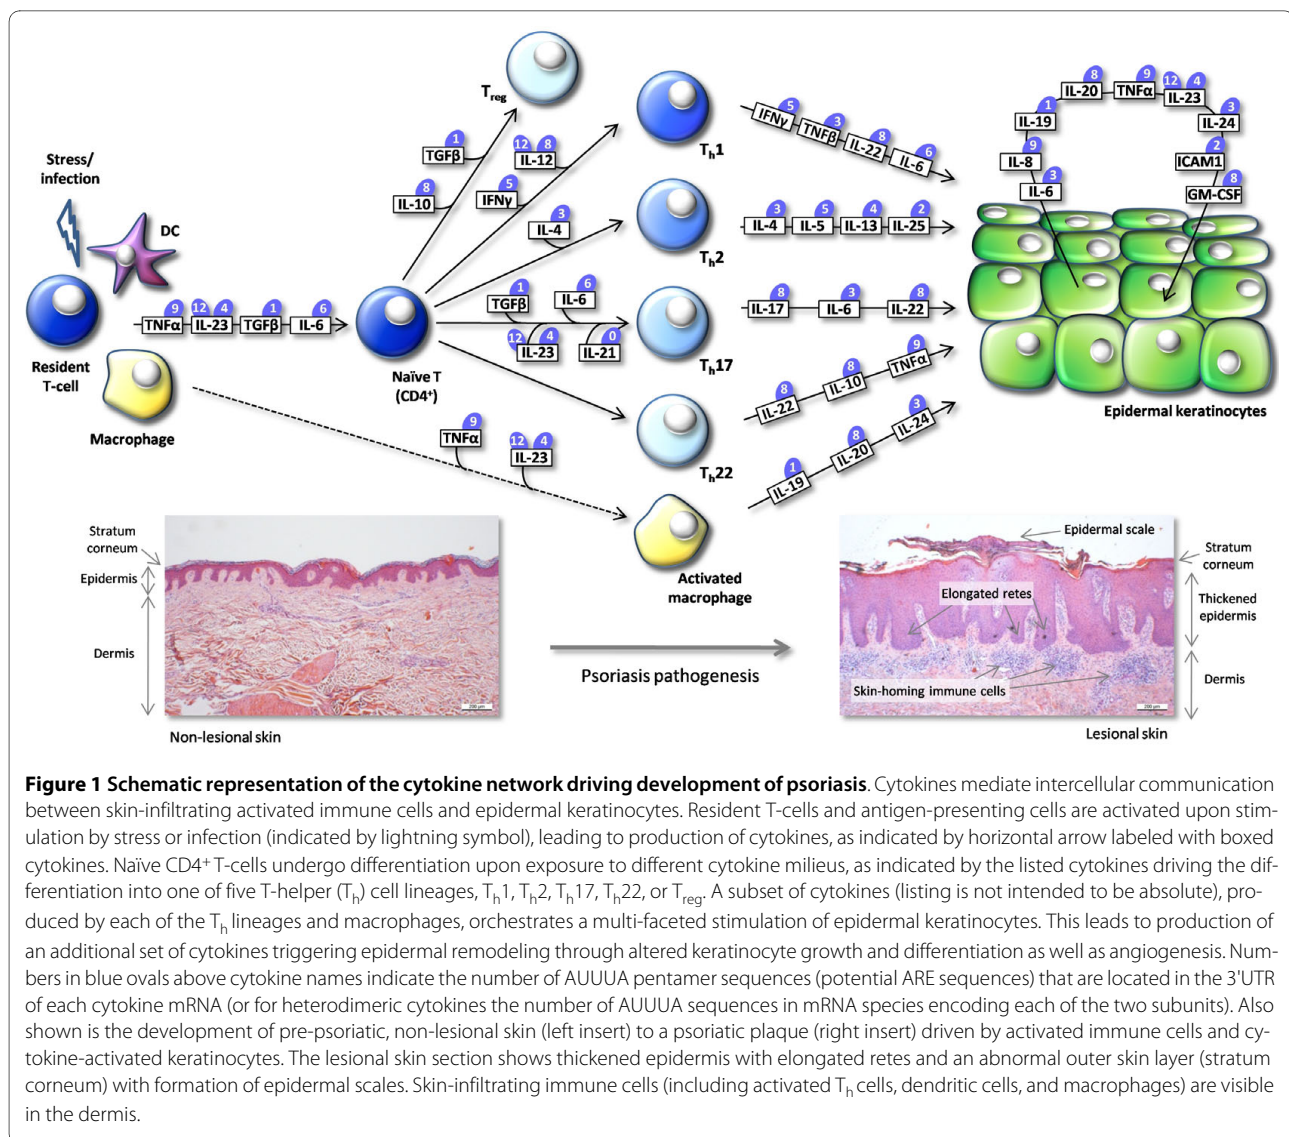 Stress/
infection
DC
Resident
T-cell
Macrophage
9
TNFα
12 4
IL-23
1
TGFβ
6
IL-6
Naïve T
(CD4⁺)
Treg
1
TGFβ
8
IL-10
12 8
IL-12
5
IFNγ
3
IL-4
1
TGFβ
6
IL-6
12 4
IL-23
0
IL-21
9
TNFα
12 4
IL-23
Th1
Th2
Th17
Th22
Activated
macrophage
5
IFNγ
3
TNFβ
8
IL-22
6
IL-6
3
IL-4
5
IL-5
4
IL-13
2
IL-25
8
IL-17
3
IL-6
8
IL-22
8
IL-22
8
IL-10
9
TNFα
1
IL-19
8
IL-20
3
IL-24
3
IL-6
9
IL-8
1
IL-19
8
IL-20
9
TNFα
12 4
IL-23
3
IL-24
2
ICAM1
8
GM-CSF
Epidermal keratinocytes
Stratum
corneum
Epidermis
Dermis
200 µm
Non-lesional skin
Psoriasis pathogenesis
Epidermal scale
Elongated retes
Skin-homing immune cells
Stratum
corneum
Thickened
epidermis
Dermis
200 µm
Lesional skin
Figure 1 Schematic representation of the cytokine network driving development of psoriasis. Cytokines mediate intercellular communication
between skin-infiltrating activated immune cells and epidermal keratinocytes. Resident T-cells and antigen-presenting cells are activated upon stim-
ulation by stress or infection (indicated by lightning symbol), leading to production of cytokines, as indicated by horizontal arrow labeled with boxed
cytokines. Naïve CD4⁺ T-cells undergo differentiation upon exposure to different cytokine milieus, as indicated by the listed cytokines driving the dif-
ferentiation into one of five T-helper (Th) cell lineages, Th1, Th2, Th17, Th22, or Treg. A subset of cytokines (listing is not intended to be absolute), pro-
duced by each of the Th lineages and macrophages, orchestrates a multi-faceted stimulation of epidermal keratinocytes. This leads to production of
an additional set of cytokines triggering epidermal remodeling through altered keratinocyte growth and differentiation as well as angiogenesis. Num-
bers in blue ovals above cytokine names indicate the number of AUUUA pentamer sequences (potential ARE sequences) that are located in the 3'UTR
of each cytokine mRNA (or for heterodimeric cytokines the number of AUUUA sequences in mRNA species encoding each of the two subunits). Also
shown is the development of pre-psoriatic, non-lesional skin (left insert) to a psoriatic plaque (right insert) driven by activated immune cells and cy-
tokine-activated keratinocytes. The lesional skin section shows thickened epidermis with elongated retes and an abnormal outer skin layer (stratum
corneum) with formation of epidermal scales. Skin-infiltrating immune cells (including activated Th cells, dendritic cells, and macrophages) are visible
in the dermis.